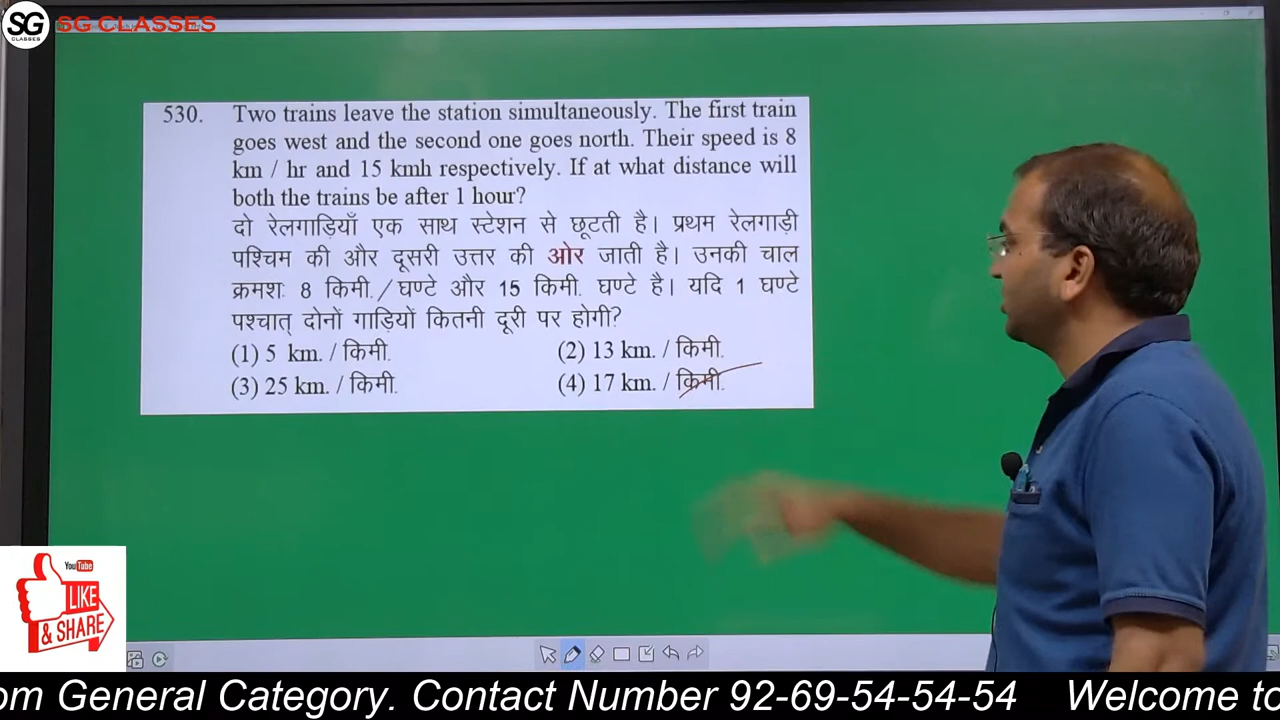 SG
CLASSES
SG CLASSES
530. Two trains leave the station simultaneously. The first train
goes west and the second one goes north. Their speed is 8
km / hr and 15 kmh respectively. If at what distance will
both the trains be after 1 hour?
दो रेलगाड़ियाँ एक साथ स्टेशन से छूटती है। प्रथम रेलगाड़ी
पश्चिम की और दूसरी उत्तर की ओर जाती है। उनकी चाल
क्रमशः 8 किमी./घण्टे और 15 किमी. घण्टे है। यदि 1 घण्टे
पश्चात् दोनों गाड़ियों कितनी दूरी पर होगी?
(1) 5 km. / किमी. (2) 13 km. / किमी.
(3) 25 km. / किमी. (4) 17 km. / किमी.
YouTube
LIKE
& SHARE
om General Category. Contact Number 92-69-54-54-54 Welcome to